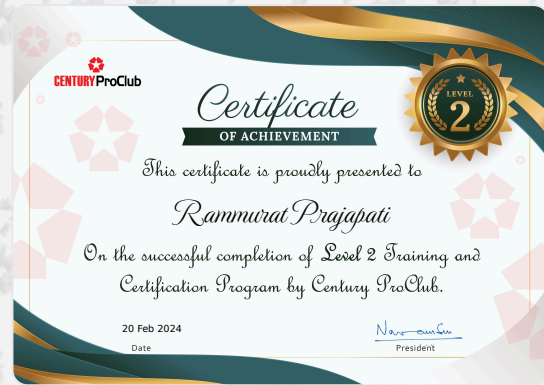 CENTURY ProClub
Certificate
OF ACHIEVEMENT
LEVEL
2
This certificate is proudly presented to
Rammurat Prajapati
On the successful completion of Level 2 Training and
Certification Program by Century ProClub.
20 Feb 2024
Date
President